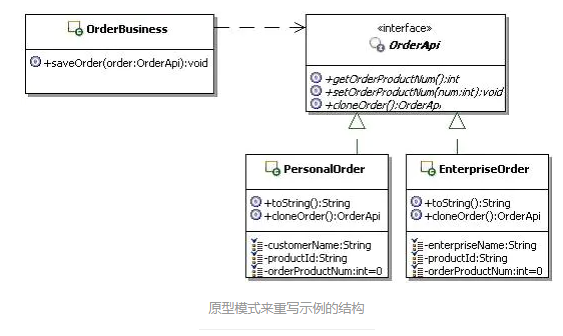 OrderBusiness
+saveOrder(order:OrderApi):void
«interface»
OrderApi
+getOrderProductNum():int
+setOrderProductNum(num:int):void
+cloneOrder():OrderApi
PersonalOrder
+toString():String
+cloneOrder():OrderApi
-customerName:String
-productId:String
-orderProductNum:int=0
EnterpriseOrder
+toString():String
+cloneOrder():OrderApi
-enterpriseName:String
-productId:String
-orderProductNum:int=0
原型模式来重写示例的结构